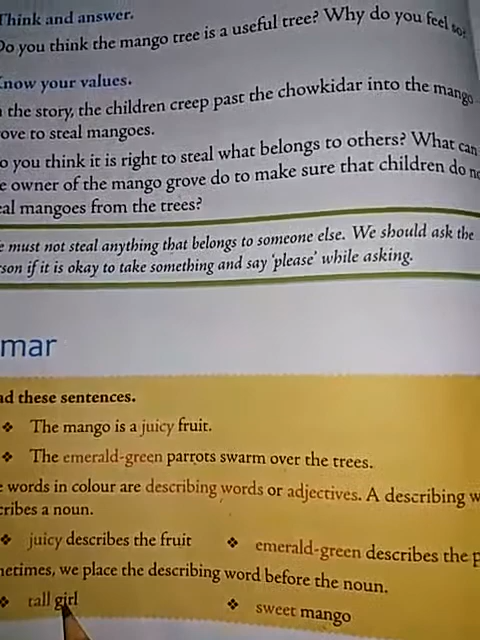 Think and answer.
Do you think the mango tree is a useful tree? Why do you feel so?
Know your values.
the story, the children creep past the chowkidar into the mango
ove to steal mangoes.
o you think it is right to steal what belongs to others? What can
e owner of the mango grove do to make sure that children do no
eal mangoes from the trees?
e must not steal anything that belongs to someone else. We should ask the
son if it is okay to take something and say 'please' while asking.
mar
ad these sentences.
❖ The mango is a juicy fruit.
❖ The emerald-green parrots swarm over the trees.
e words in colour are describing words or adjectives. A describing w
cribes a noun.
❖ juicy describes the fruit ❖ emerald-green describes the p
metimes, we place the describing word before the noun.
❖ tall girl ❖ sweet mango